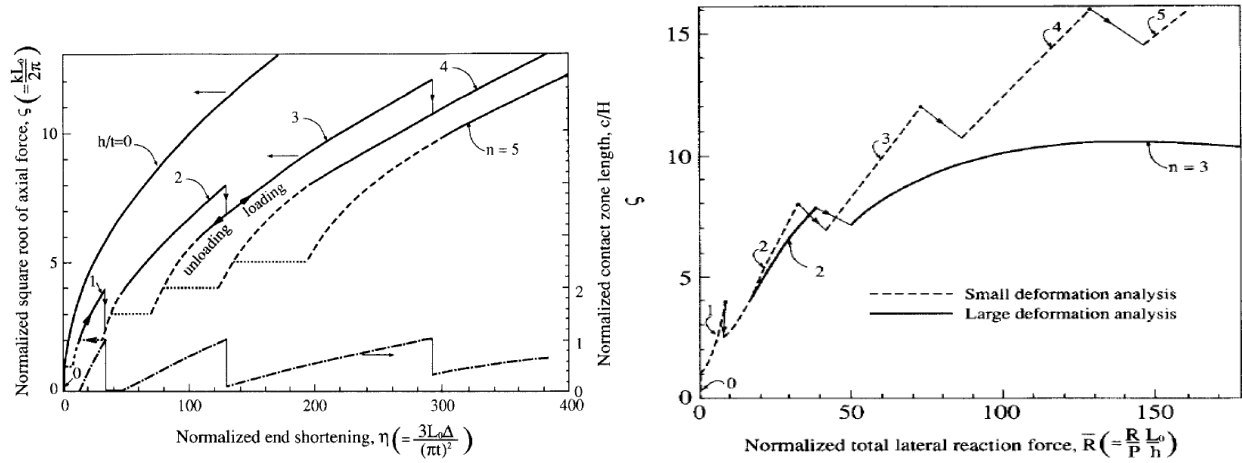 Normalized square root of axial force, ς (=kL₀/2π)
10
5
0
h/t=0
0
1
2
3
4
n = 5
loading
unloading
2
1
0
Normalized contact zone length, c/H
0 100 200 300 400
Normalized end shortening, η(=3L₀Δ/(πt)²)
ς
15
10
5
0
0
1
2
2
3
4
5
n = 3
Small deformation analysis
Large deformation analysis
0 50 100 150
Normalized total lateral reaction force, R̄(=R/P L₀/h)